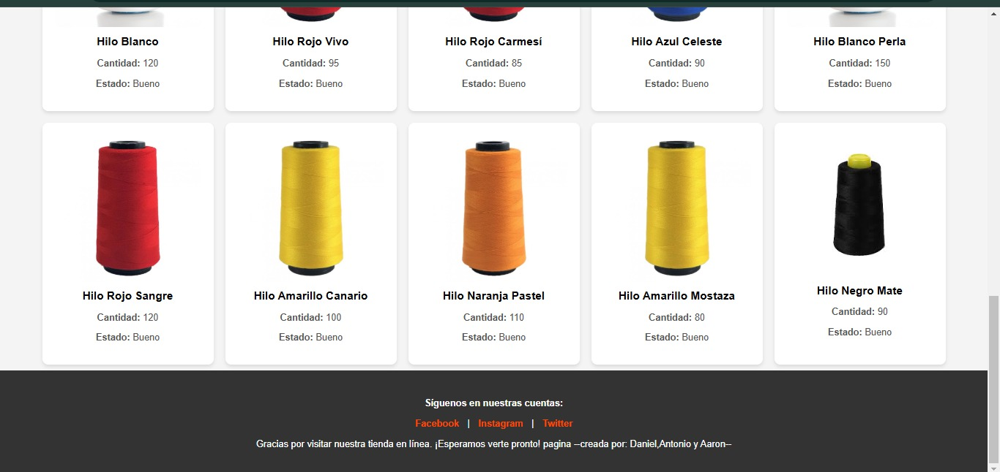 Hilo Blanco
Cantidad: 120
Estado: Bueno
Hilo Rojo Vivo
Cantidad: 95
Estado: Bueno
Hilo Rojo Carmesí
Cantidad: 85
Estado: Bueno
Hilo Azul Celeste
Cantidad: 90
Estado: Bueno
Hilo Blanco Perla
Cantidad: 150
Estado: Bueno
Hilo Rojo Sangre
Cantidad: 120
Estado: Bueno
Hilo Amarillo Canario
Cantidad: 100
Estado: Bueno
Hilo Naranja Pastel
Cantidad: 110
Estado: Bueno
Hilo Amarillo Mostaza
Cantidad: 80
Estado: Bueno
Hilo Negro Mate
Cantidad: 90
Estado: Bueno
Síguenos en nuestras cuentas:
Facebook | Instagram | Twitter
Gracias por visitar nuestra tienda en línea. ¡Esperamos verte pronto! pagina --creada por: Daniel,Antonio y Aaron--